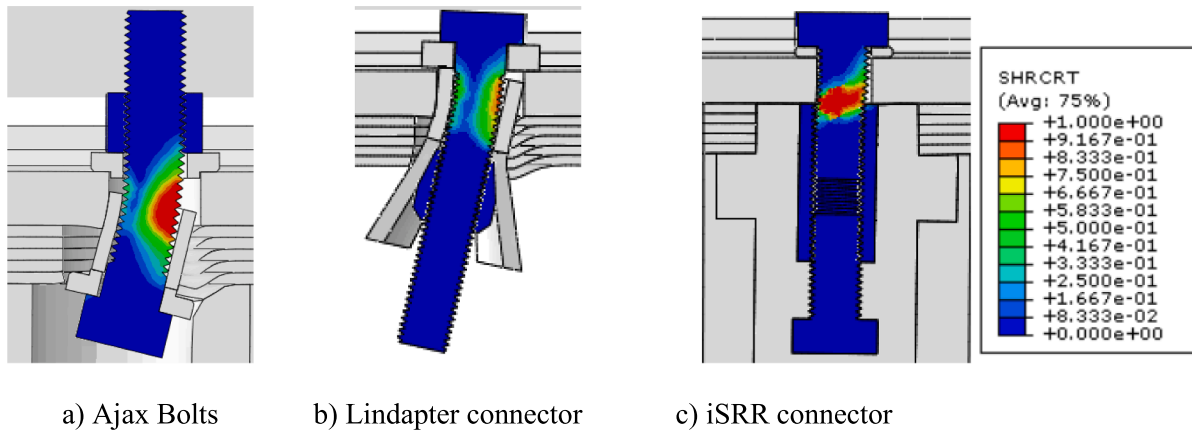 SHRCRT
(Avg: 75%)
+1.000e+00
+9.167e-01
+8.333e-01
+7.500e-01
+6.667e-01
+5.833e-01
+5.000e-01
+4.167e-01
+3.333e-01
+2.500e-01
+1.667e-01
+8.333e-02
+0.000e+00
a) Ajax Bolts
b) Lindapter connector
c) iSRR connector